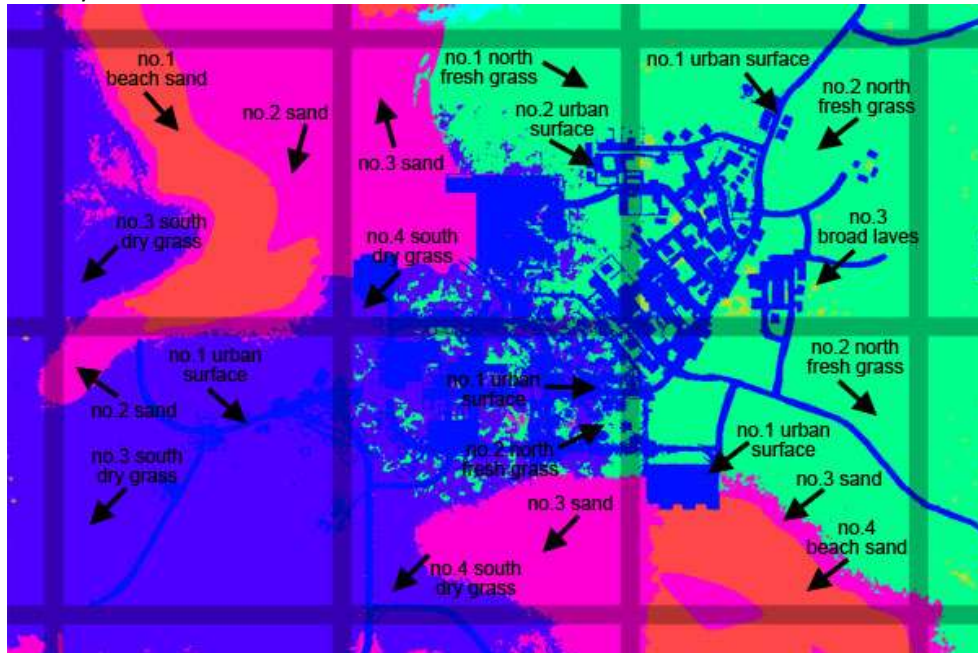 no.1
beach sand
no.2 sand
no.3 sand
no.1 north
fresh grass
no.1 urban surface
no.2 north
fresh grass
no.2 urban
surface
no.3 south
dry grass
no.4 south
dry grass
no.3
broad laves
no.1 urban
surface
no.2 sand
no.1 urban
surface
no.2 north
fresh grass
no.3 south
dry grass
no.2 north
fresh grass
no.1 urban
surface
no.3 sand
no.3 sand
no.4
beach sand
no.4 south
dry grass